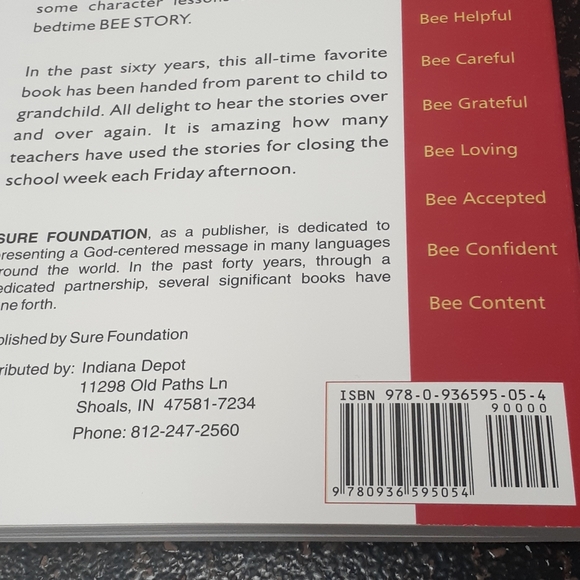 some character lessons
bedtime BEE STORY.
In the past sixty years, this all-time favorite
book has been handed from parent to child to
grandchild. All delight to hear the stories over
and over again. It is amazing how many
teachers have used the stories for closing the
school week each Friday afternoon.
SURE FOUNDATION, as a publisher, is dedicated to
resenting a God-centered message in many languages
round the world. In the past forty years, through a
edicated partnership, several significant books have
ne forth.
blished by Sure Foundation
ributed by: Indiana Depot
11298 Old Paths Ln
Shoals, IN 47581-7234
Phone: 812-247-2560
Bee Helpful
Bee Careful
Bee Grateful
Bee Loving
Bee Accepted
Bee Confident
Bee Content
ISBN 978-0-936595-05-4
90000
9 780936 595054